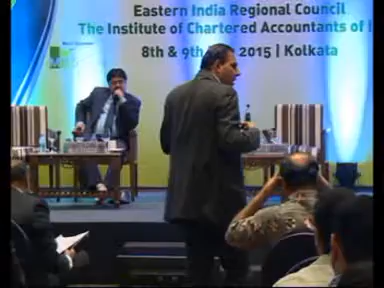 Eastern India Regional Council
The Institute of Chartered Accountants of
8th & 9th 2015 | Kolkata